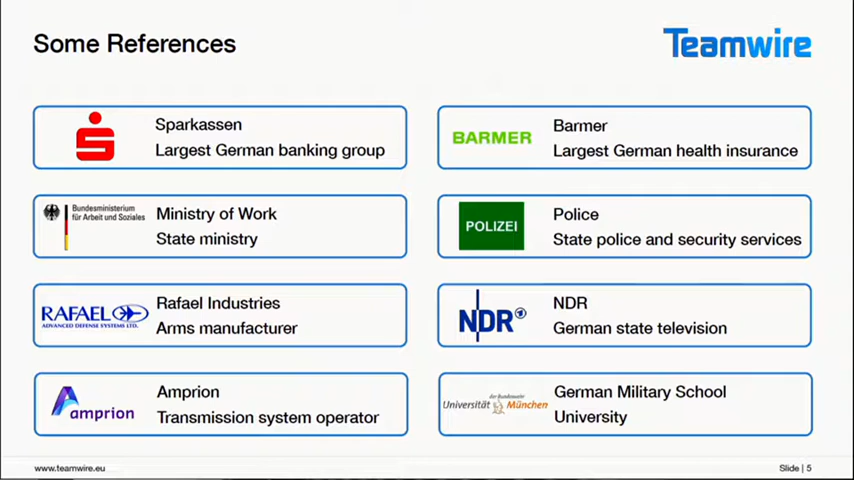 Some References
Teamwire
Sparkassen
Largest German banking group
BARMER
Barmer
Largest German health insurance
Bundesministerium
für Arbeit und Soziales
Ministry of Work
State ministry
POLIZEI
Police
State police and security services
RAFAEL
ADVANCED DEFENSE SYSTEMS LTD.
Rafael Industries
Arms manufacturer
NDR
NDR
German state television
Amprion
Amprion
Transmission system operator
der Bundeswehr
Universität München
German Military School
University
www.teamwire.eu
Slide | 5